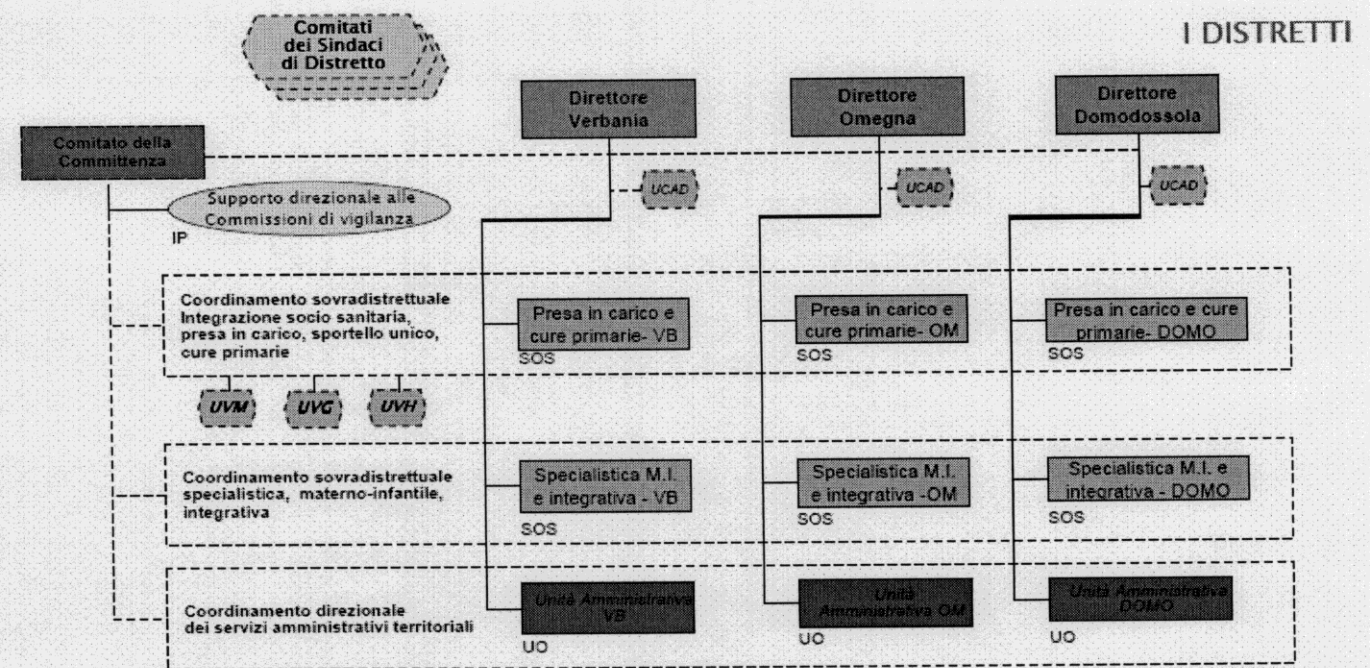 I DISTRETTI
Comitati
dei Sindaci
di Distretto
Direttore
Verbania
Direttore
Omegna
Direttore
Domodossola
Comitato della
Committenza
UCAD
UCAD
UCAD
Supporto direzionale alle
Commissioni di vigilanza
IP
Coordinamento sovradistrettuale
Integrazione socio sanitaria,
presa in carico, sportello unico,
cure primarie
Presa in carico e
cure primarie- VB
SOS
Presa in carico e
cure primarie- OM
SOS
Presa in carico e cure
primarie- DOMO
SOS
UVM
UVG
UVH
Coordinamento sovradistrettuale
specialistica, materno-infantile,
integrativa
Specialistica M.I.
e integrativa - VB
SOS
Specialistica M.I.
e integrativa -OM
SOS
Specialistica M.I. e
integrativa - DOMO
SOS
Coordinamento direzionale
dei servizi amministrativi territoriali
Unità Amministrativa
VB
UO
Unità
Amministrativa OM
UO
Unità Amministrativa
DOMO
UO